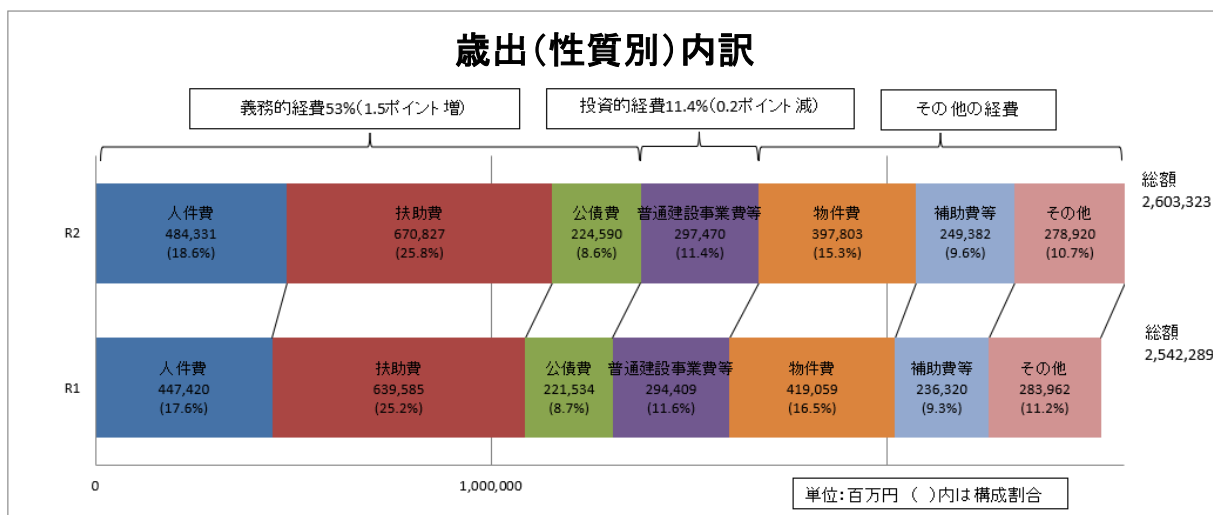 歳出(性質別)内訳
義務的経費53%(1.5ポイント増)
投資的経費11.4%(0.2ポイント減)
その他の経費
総額
2,603,323
R2
人件費
484,331
(18.6%)
扶助費
670,827
(25.8%)
公債費
224,590
(8.6%)
普通建設事業費等
297,470
(11.4%)
物件費
397,803
(15.3%)
補助費等
249,382
(9.6%)
その他
278,920
(10.7%)
総額
2,542,289
R1
人件費
447,420
(17.6%)
扶助費
639,585
(25.2%)
公債費
221,534
(8.7%)
普通建設事業費等
294,409
(11.6%)
物件費
419,059
(16.5%)
補助費等
236,320
(9.3%)
その他
283,962
(11.2%)
0
1,000,000
単位:百万円 ( )内は構成割合